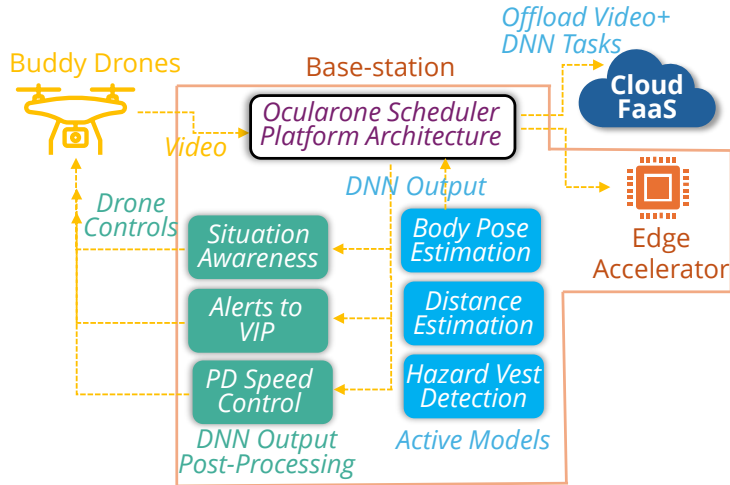 Offload Video+
DNN Tasks
Buddy Drones
Base-station
Cloud
FaaS
Ocularone Scheduler
Platform Architecture
Video
DNN Output
Drone
Controls
Situation
Awareness
Body Pose
Estimation
Edge
Accelerator
Alerts to
VIP
Distance
Estimation
PD Speed
Control
Hazard Vest
Detection
DNN Output
Post-Processing
Active Models